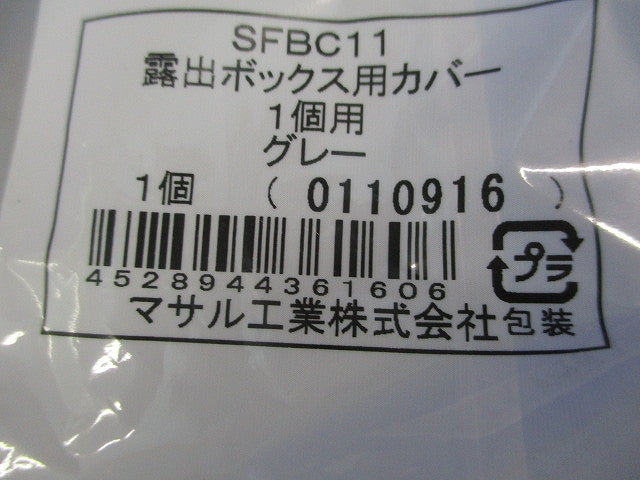 SFBC11
露出ボックス用カバー
1個用
グレー
1個 ( 0110916 )
4528944361606
プラ
マサル工業株式会社 包装